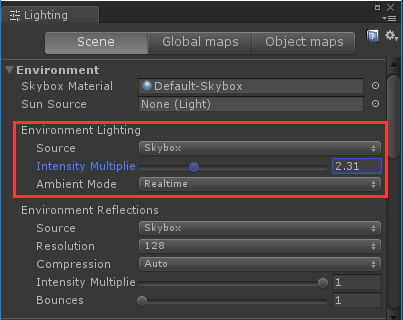 Lighting
Scene Global maps Object maps
Environment
Skybox Material Default-Skybox
Sun Source None (Light)
Environment Lighting
Source Skybox
Intensity Multiplie 2.31
Ambient Mode Realtime
Environment Reflections
Source Skybox
Resolution 128
Compression Auto
Intensity Multiplie 1
Bounces 1